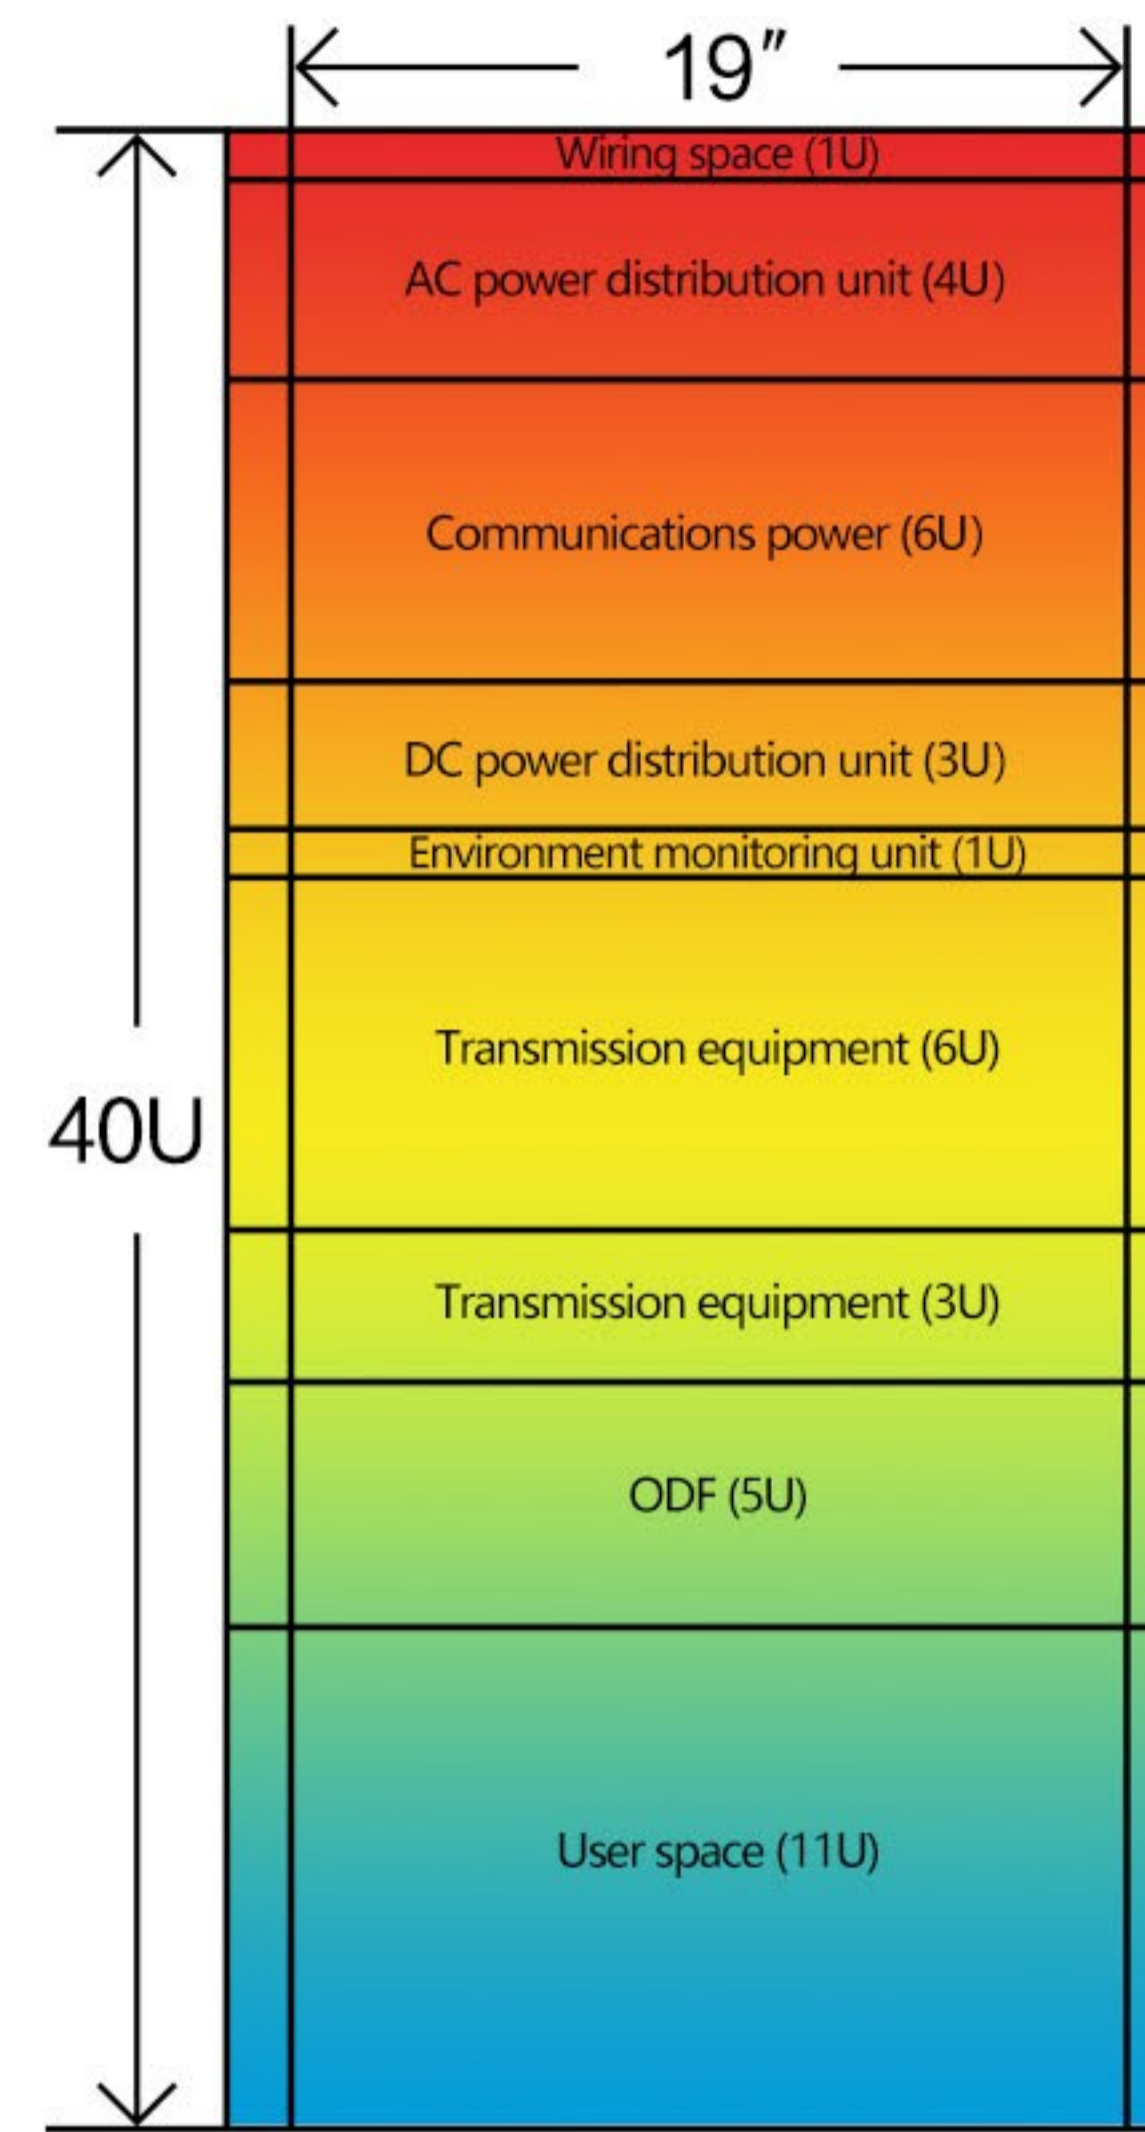 19″
Wiring space (1U)
AC power distribution unit (4U)
Communications power (6U)
DC power distribution unit (3U)
Environment monitoring unit (1U)
Transmission equipment (6U)
40U
Transmission equipment (3U)
ODF (5U)
User space (11U)